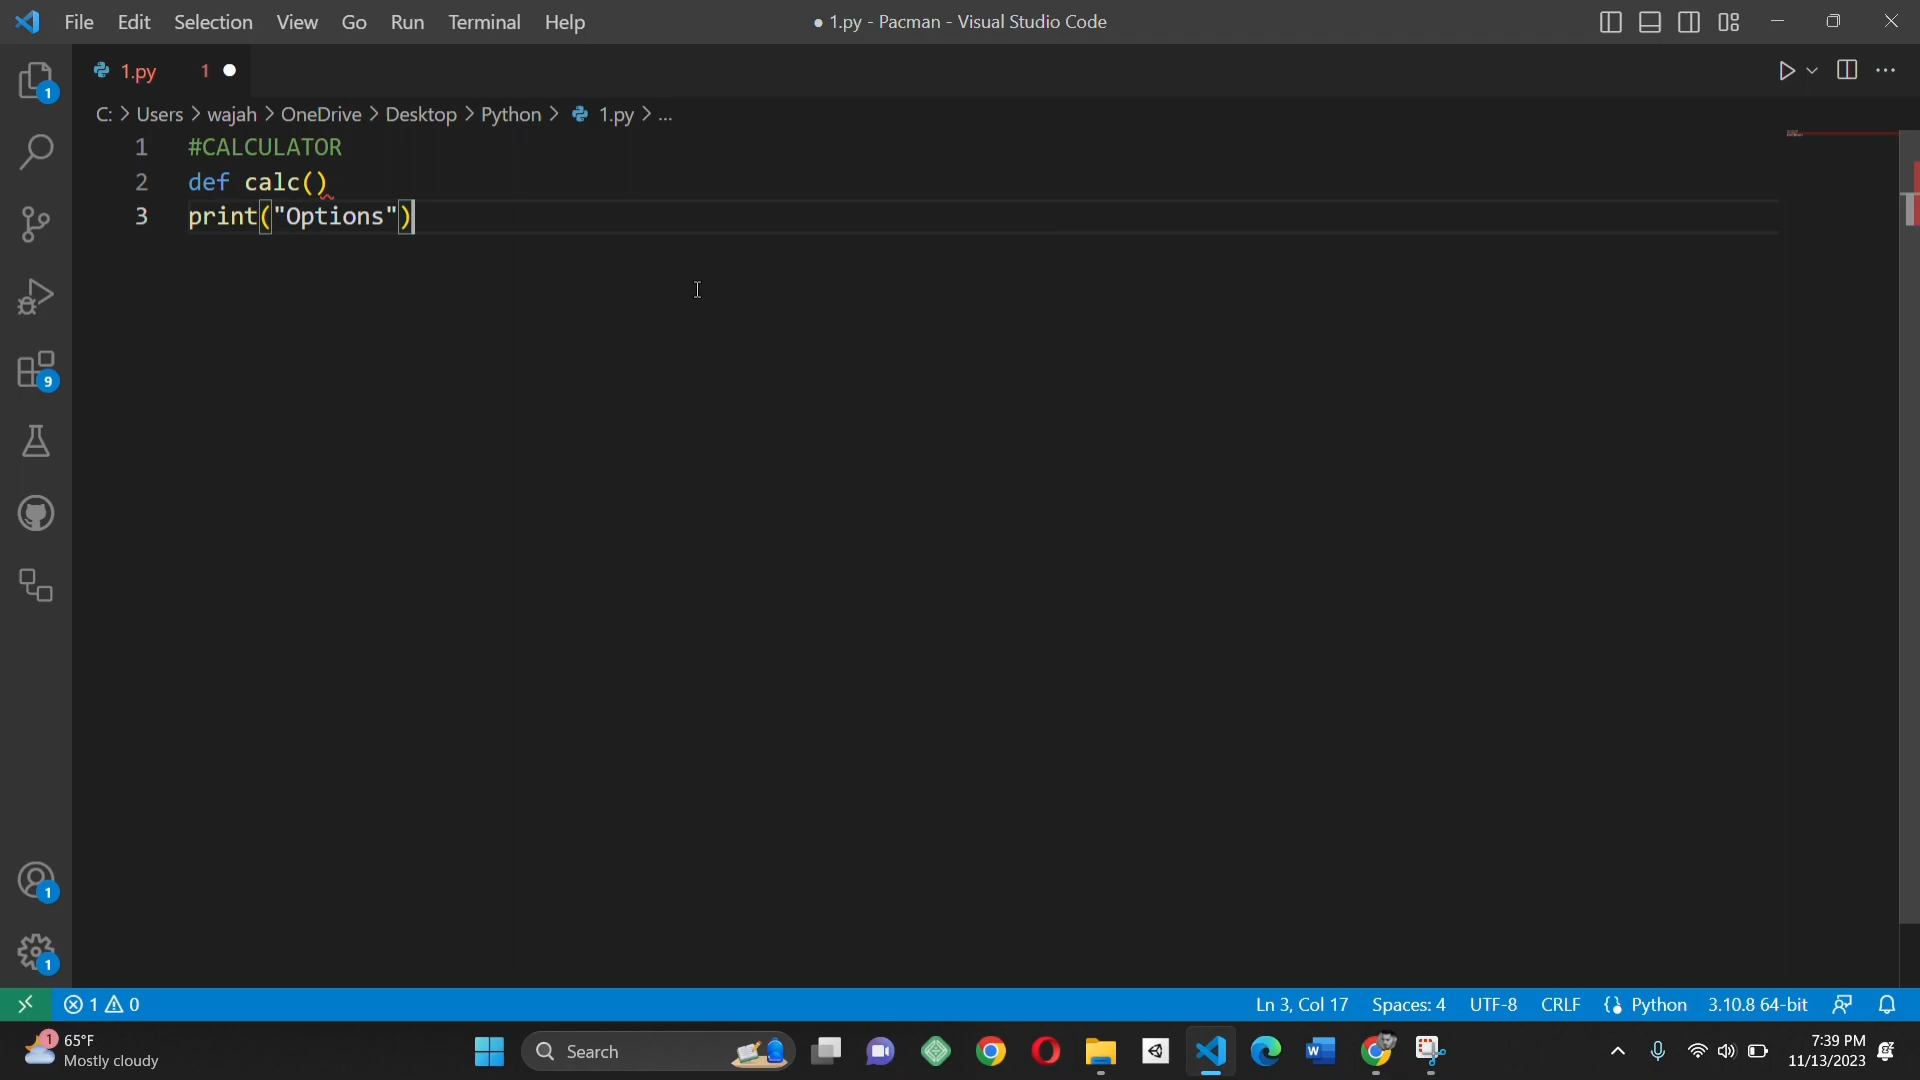 File Edit Selection View Go Run Terminal Help
● 1.py - Pacman - Visual Studio Code
1.py 1
C: > Users > wajah > OneDrive > Desktop > Python > 1.py > ...
1 #CALCULATOR
2 def calc()
3 print("Options")
1
9
1
1
1 0
Ln 3, Col 17 Spaces: 4 UTF-8 CRLF Python 3.10.8 64-bit
1
65°F
Mostly cloudy
Search
7:39 PM
11/13/2023